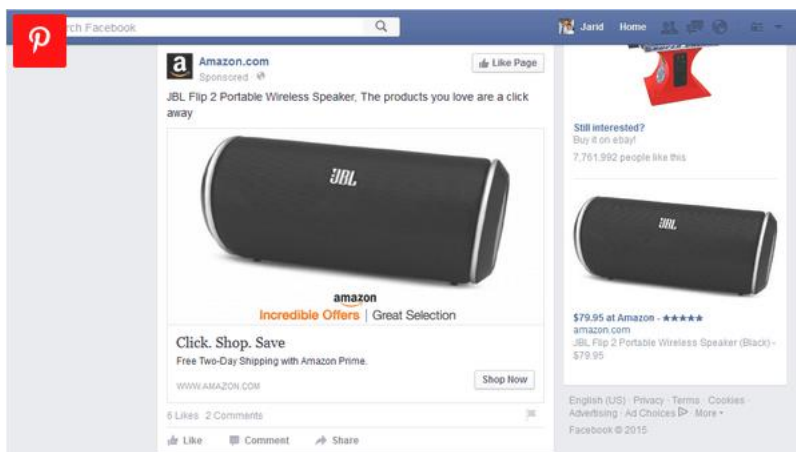 rch Facebook
Jarid Home
Amazon.com
Sponsored ·
Like Page
JBL Flip 2 Portable Wireless Speaker, The products you love are a click
away
JBL
amazon
Incredible Offers | Great Selection
Click. Shop. Save
Free Two-Day Shipping with Amazon Prime.
WWW.AMAZON.COM
Shop Now
6 Likes 2 Comments
Like Comment Share
Still interested?
Buy it on ebay!
7,761,992 people like this
JBL
$79.95 at Amazon - ★★★★★
amazon.com
JBL Flip 2 Portable Wireless Speaker (Black) -
$79.95
English (US) · Privacy · Terms · Cookies ·
Advertising · Ad Choices · More
Facebook © 2015